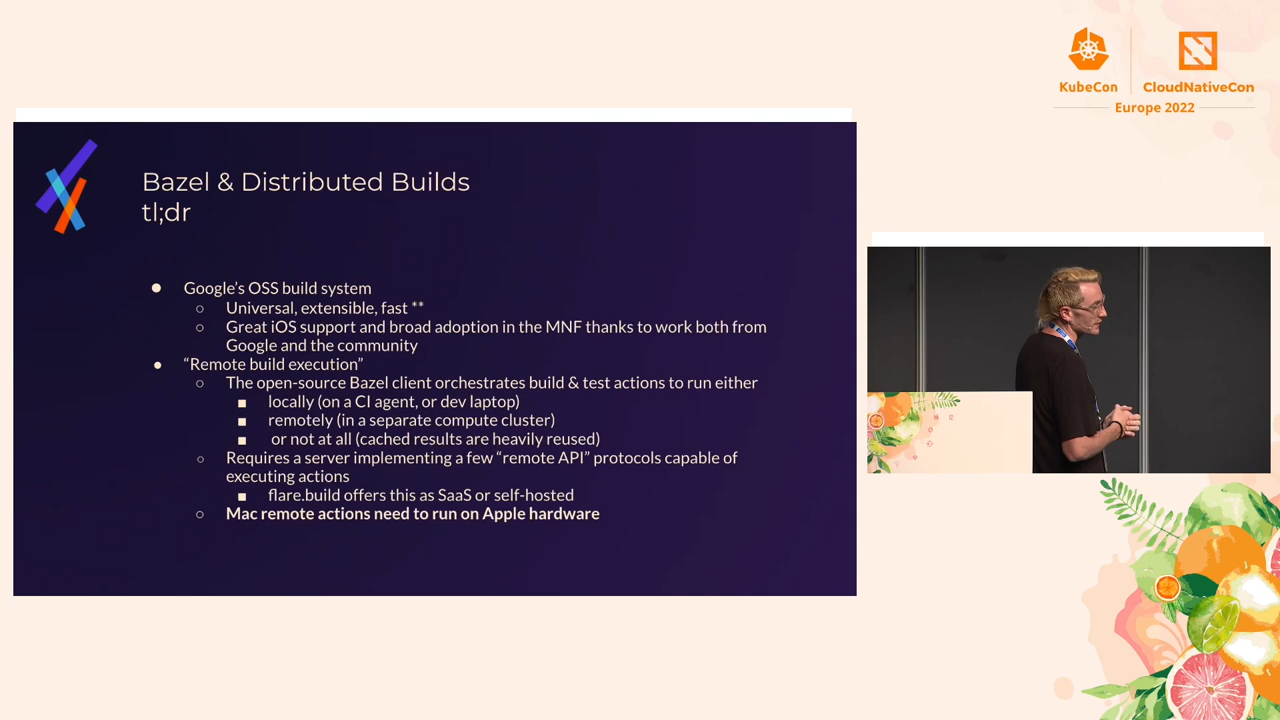 KubeCon
CloudNativeCon
Europe 2022
Bazel & Distributed Builds
tl;dr
● Google's OSS build system
○ Universal, extensible, fast **
○ Great iOS support and broad adoption in the MNF thanks to work both from
Google and the community
● “Remote build execution”
○ The open-source Bazel client orchestrates build & test actions to run either
■ locally (on a CI agent, or dev laptop)
■ remotely (in a separate compute cluster)
■ or not at all (cached results are heavily reused)
○ Requires a server implementing a few “remote API” protocols capable of
executing actions
■ flare.build offers this as SaaS or self-hosted
○ Mac remote actions need to run on Apple hardware